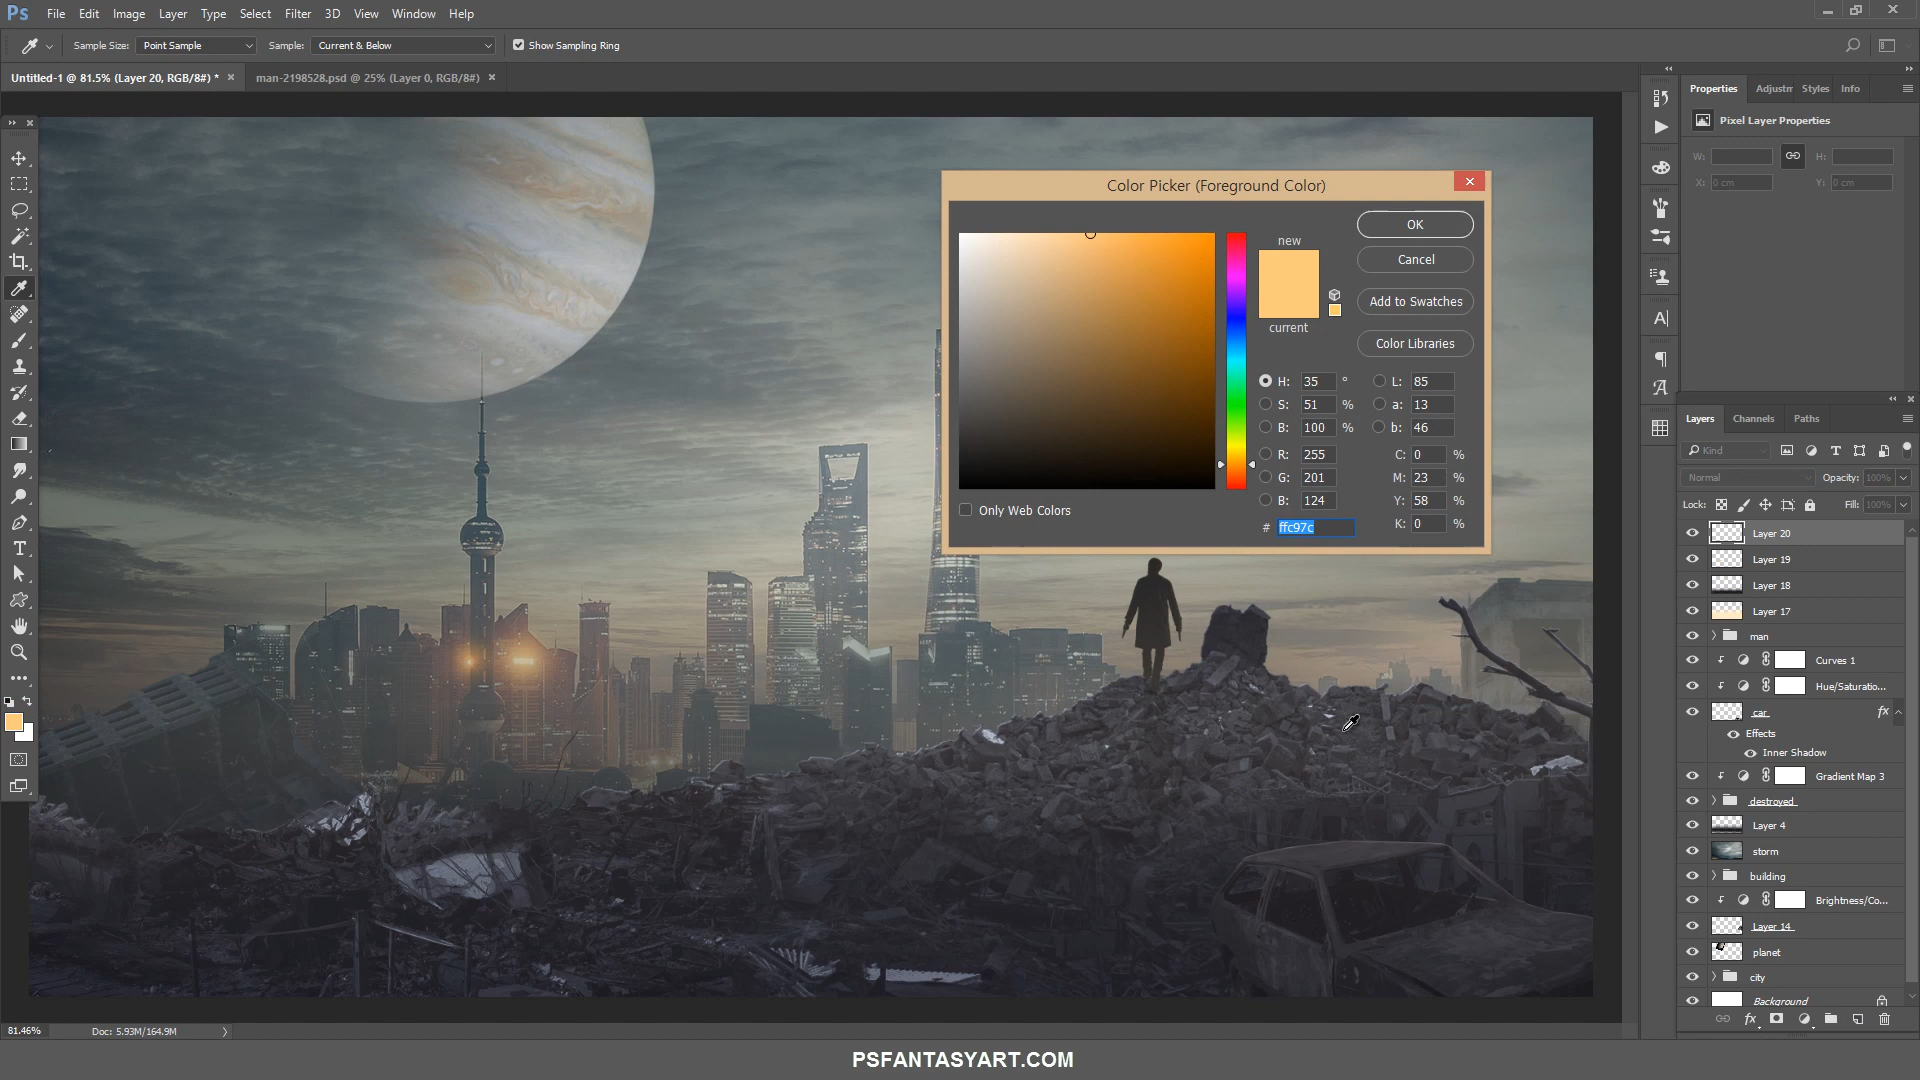 Ps File Edit Image Layer Type Select Filter 3D View Window Help
Sample Size: Point Sample Sample: Current & Below Show Sampling Ring
Untitled-1 @ 81.5% (Layer 20, RGB/8#) * × man-2198528.psd @ 25% (Layer 0, RGB/8#) ×
Properties Adjustm Styles Info
Pixel Layer Properties
W: H:
X: 0 cm Y: 0 cm
Color Picker (Foreground Color)
new
current
OK
Cancel
Add to Swatches
Color Libraries
H: 35 ° L: 85
S: 51 % a: 13
B: 100 % b: 46
R: 255 C: 0 %
G: 201 M: 23 %
B: 124 Y: 58 %
# ffc97c K: 0 %
Only Web Colors
Layers Channels Paths
Kind
Normal Opacity: 100%
Lock: Fill: 100%
Layer 20
Layer 19
Layer 18
Layer 17
man
Curves 1
Hue/Saturatio...
car fx
Effects
Inner Shadow
Gradient Map 3
destroyed
Layer 4
storm
building
Brightness/Co...
Layer 14
planet
city
Background
fx
81.46% Doc: 5.93M/164.9M
PSFANTASYART.COM